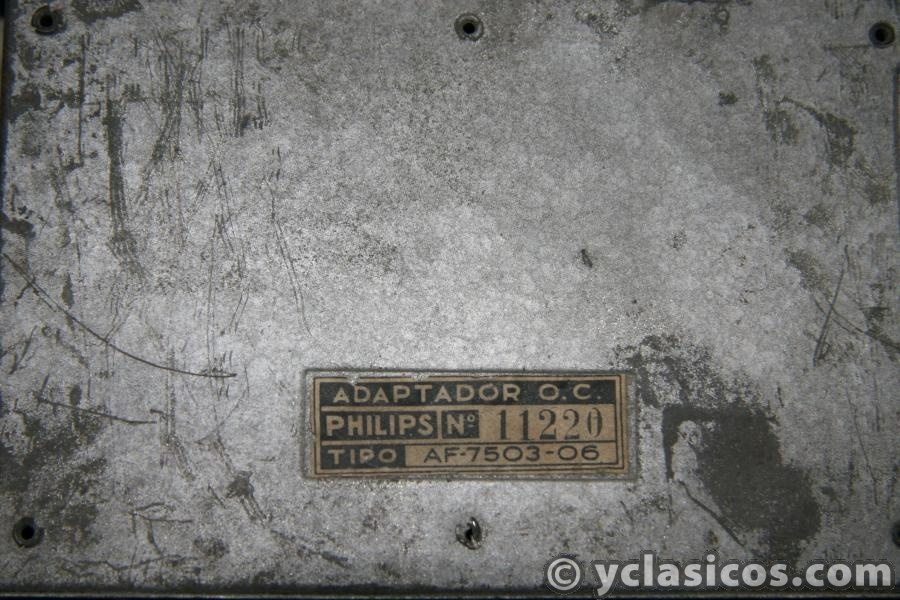 ADAPTADOR O.C.
PHILIPS Nº 11220
TIPO AF-7503-06
© yclasicos.com